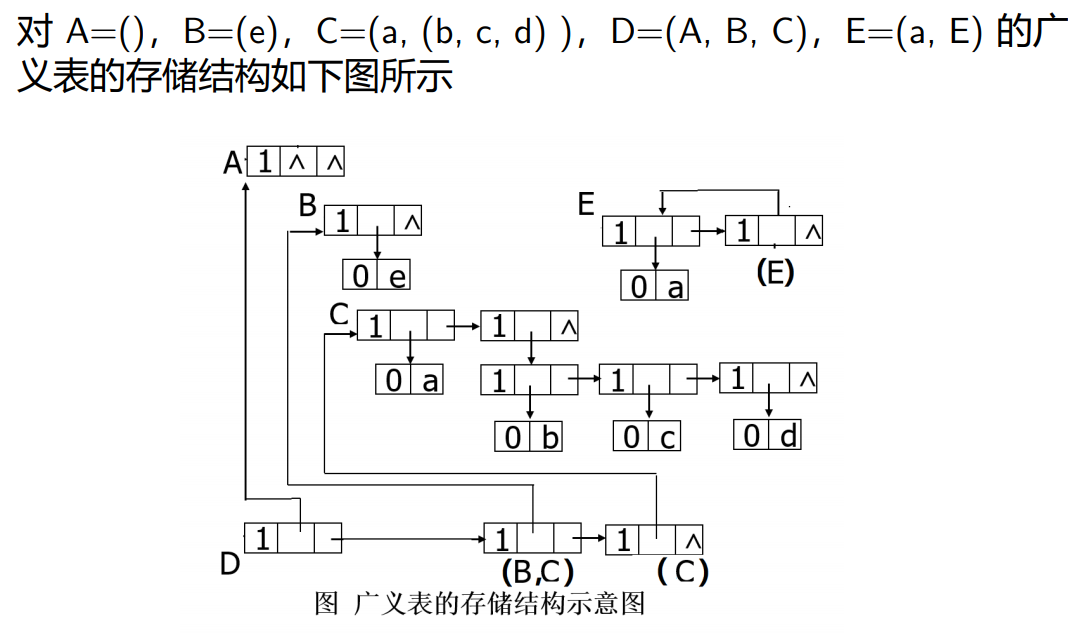 对 A=(), B=(e), C=(a, (b, c, d) ), D=(A, B, C), E=(a, E) 的广
义表的存储结构如下图所示
A 1 ∧ ∧
B 1 ∧
E 1 1 ∧
0 e
0 a (E)
C 1 1 ∧
0 a 1 1 1 ∧
0 b 0 c 0 d
D 1 1 1 ∧
(B,C) ( C)
图 广义表的存储结构示意图